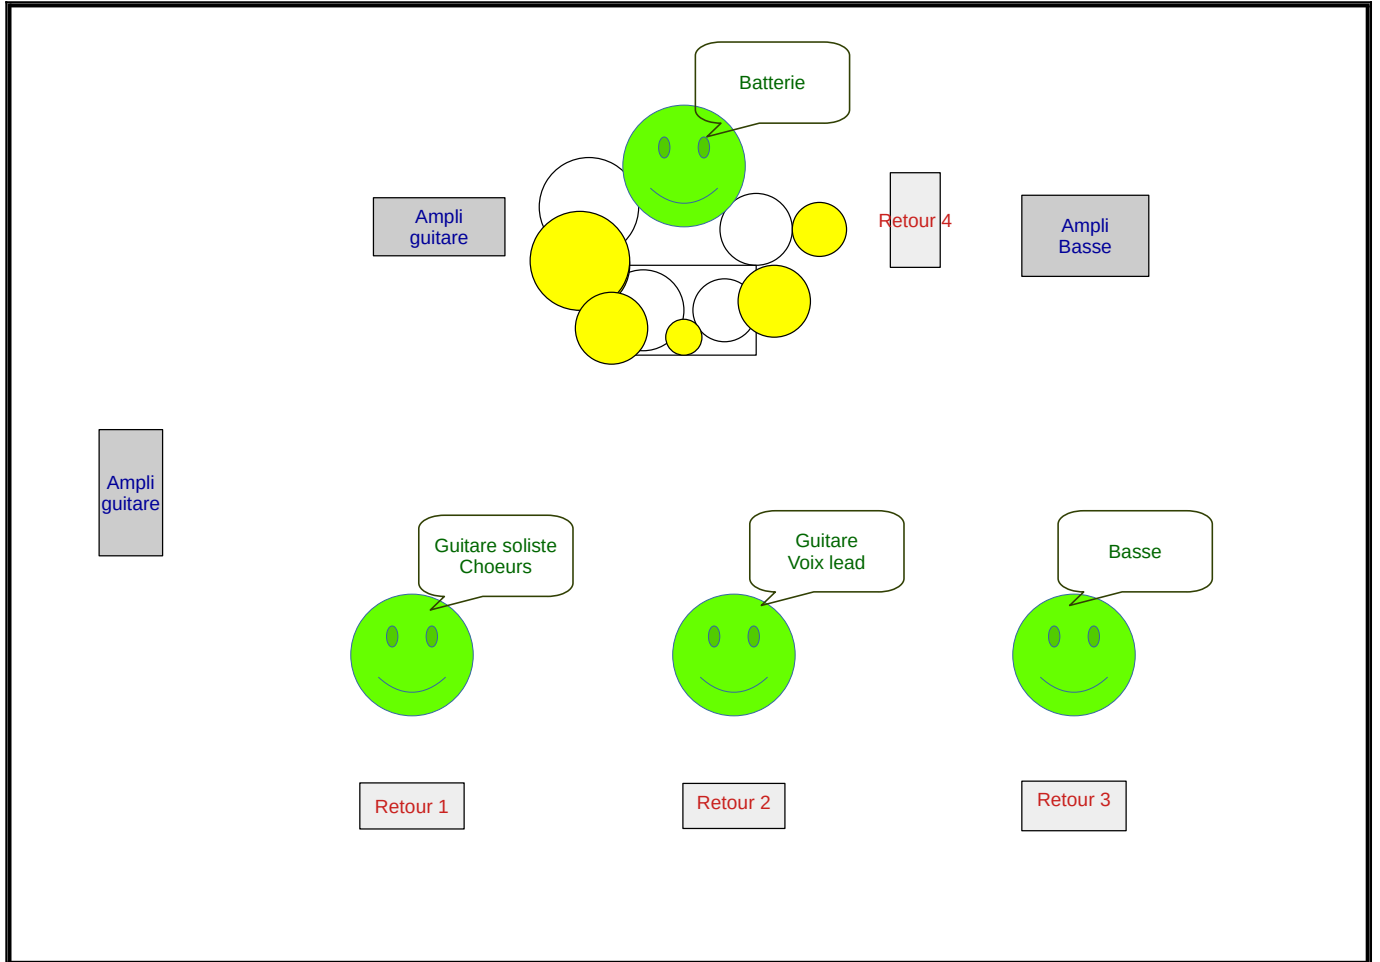 Batterie
Ampli
guitare
Retour 4
Ampli
Basse
Ampli
guitare
Guitare soliste
Choeurs
Guitare
Voix lead
Basse
Retour 1
Retour 2
Retour 3